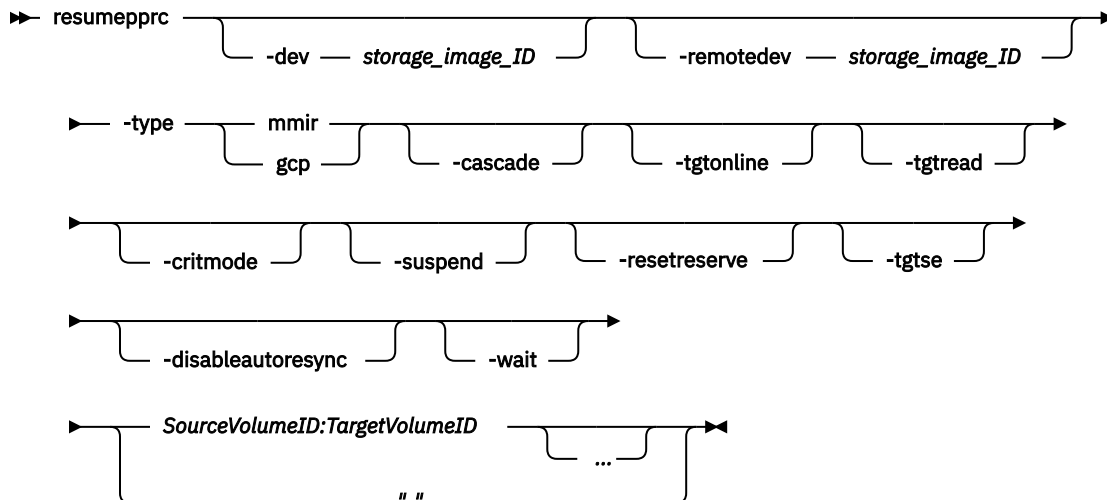 resumepprc
-dev storage_image_ID -remotedev storage_image_ID
-type mmir
gcp -cascade -tgtonline -tgtread
-critmode -suspend -resetreserve -tgtse
-disableautoresync -wait
SourceVolumeID:TargetVolumeID
...